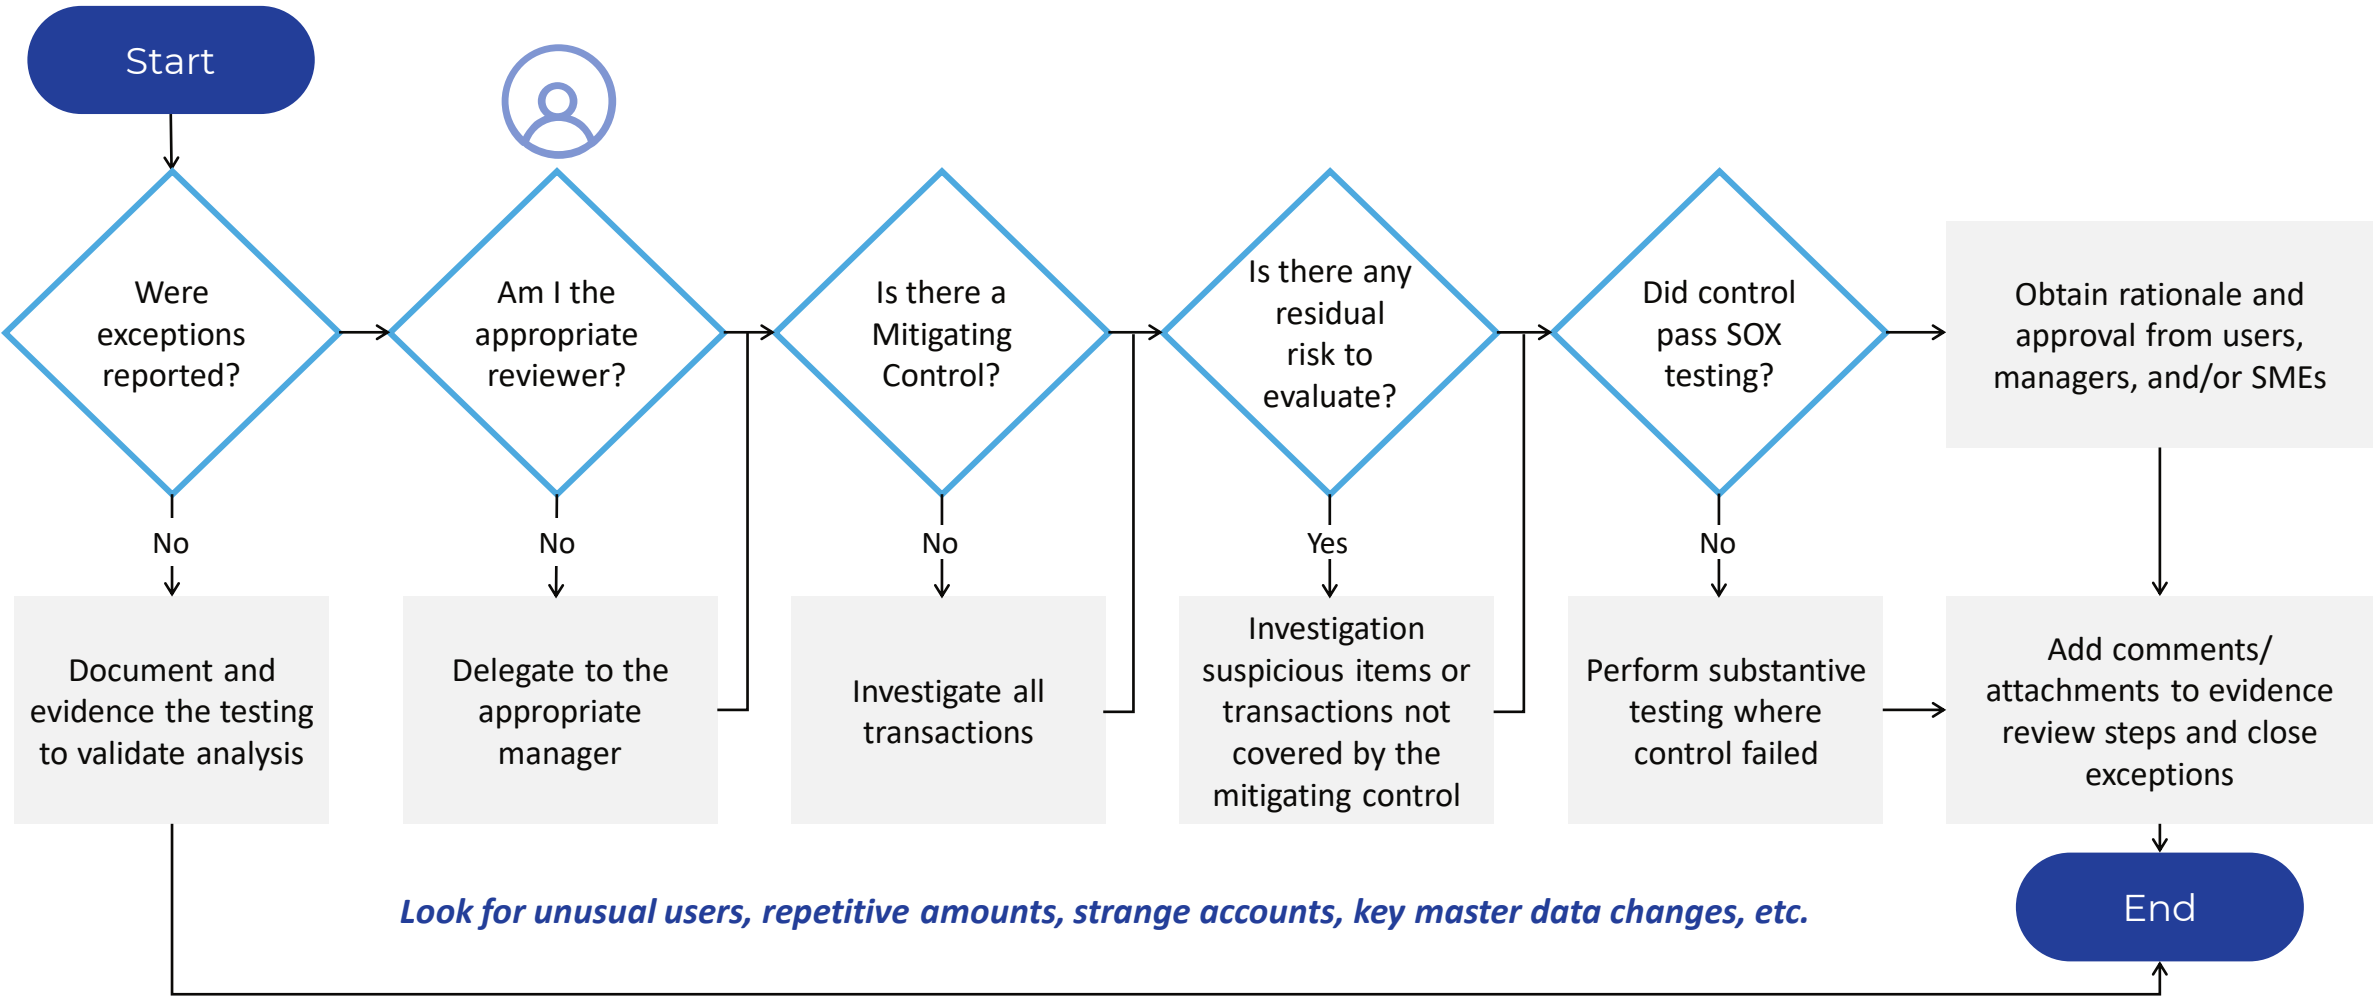 Start
Were
exceptions
reported?
Am I the
appropriate
reviewer?
Is there a
Mitigating
Control?
Is there any
residual
risk to
evaluate?
Did control
pass SOX
testing?
Obtain rationale and
approval from users,
managers, and/or SMEs
No
No
No
Yes
No
Document and
evidence the testing
to validate analysis
Delegate to the
appropriate
manager
Investigate all
transactions
Investigation
suspicious items or
transactions not
covered by the
mitigating control
Perform substantive
testing where
control failed
Add comments/
attachments to evidence
review steps and close
exceptions
Look for unusual users, repetitive amounts, strange accounts, key master data changes, etc.
End